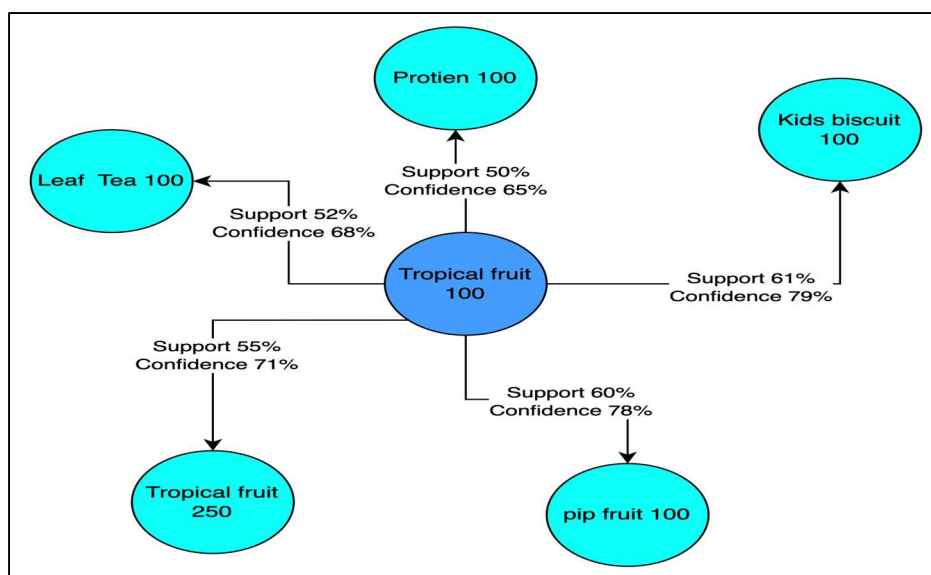 Protien 100
Kids biscuit
100
Leaf Tea 100
Support 50%
Confidence 65%
Support 52%
Confidence 68%
Tropical fruit
100
Support 61%
Confidence 79%
Support 55%
Confidence 71%
Support 60%
Confidence 78%
Tropical fruit
250
pip fruit 100